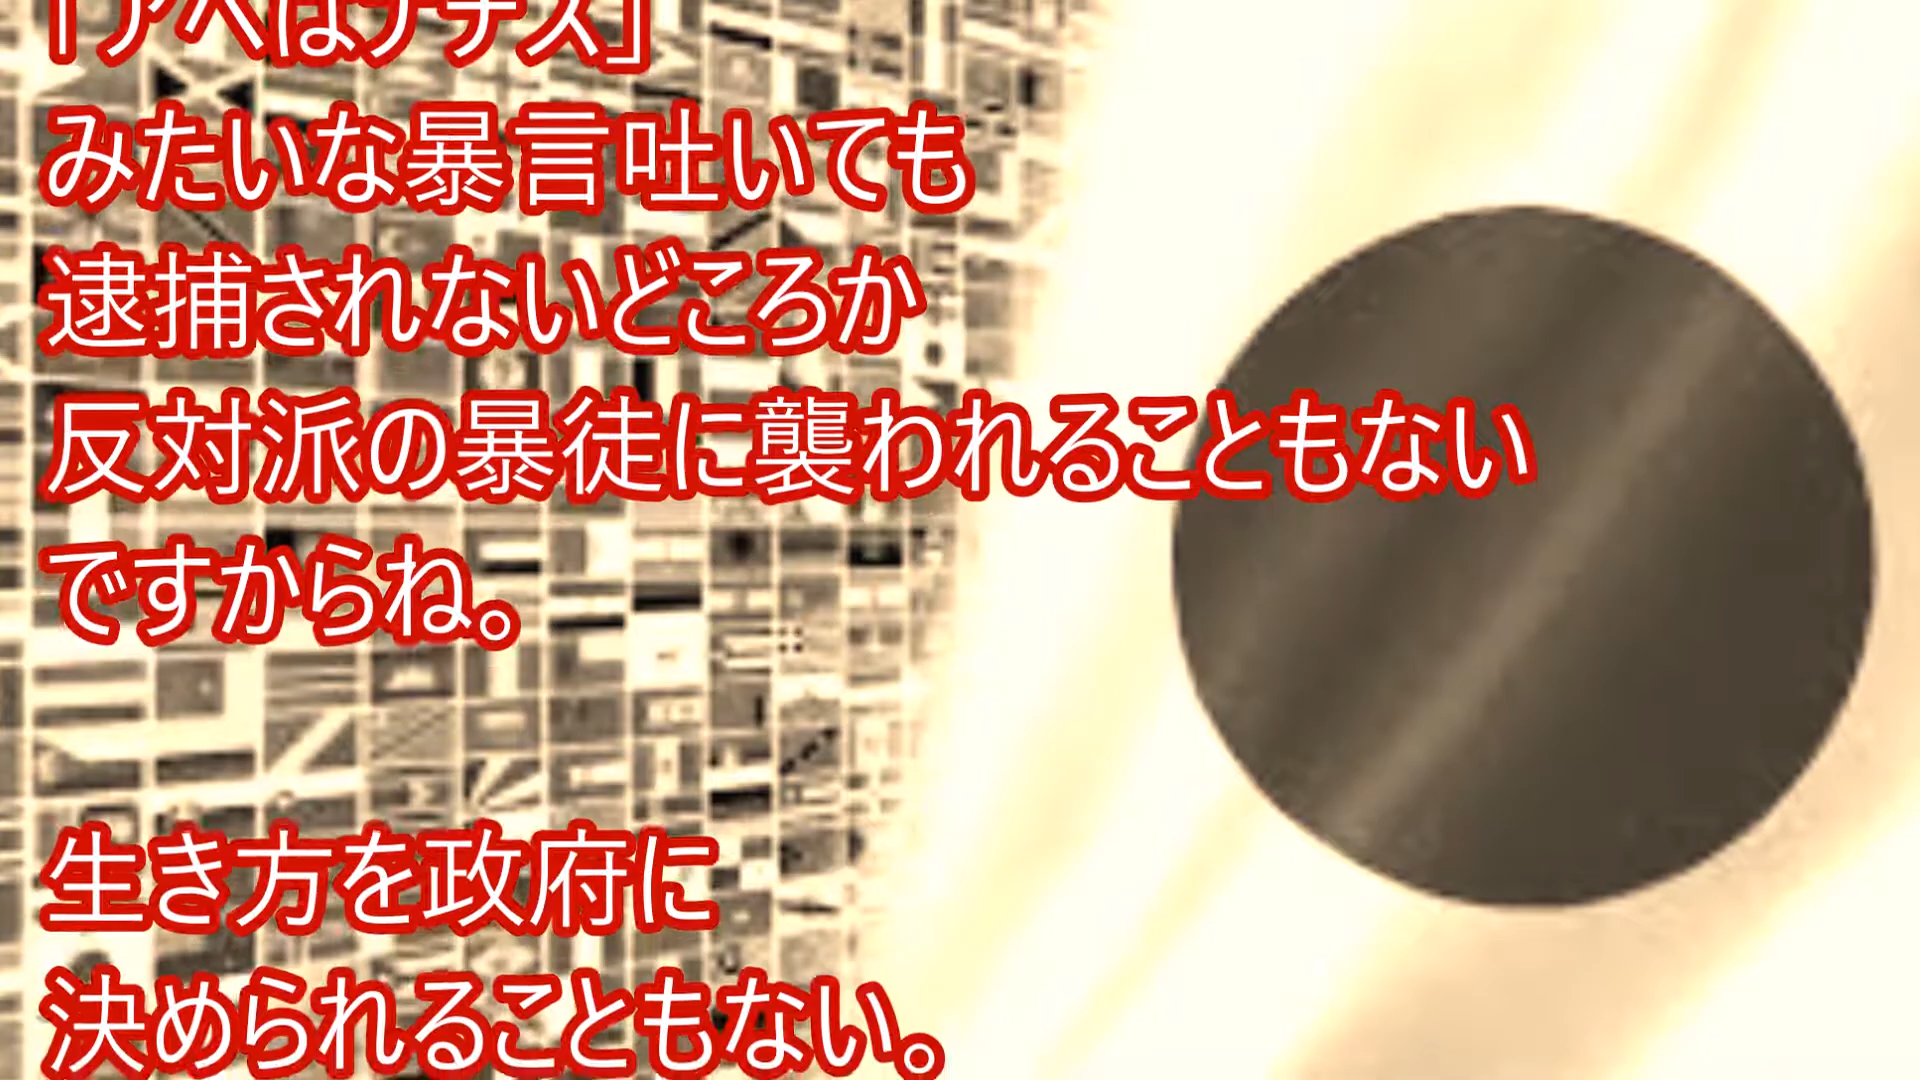 「アベはナチス」
みたいな暴言吐いても
逮捕されないどころか
反対派の暴徒に襲われることもない
ですからね。
生き方を政府に
決められることもない。